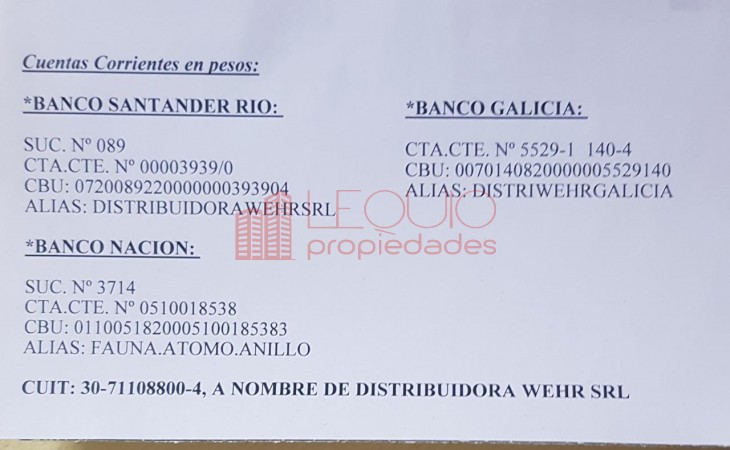 Cuentas Corrientes en pesos:
*BANCO SANTANDER RIO:
SUC. Nº 089
CTA.CTE. Nº 00003939/0
CBU: 0720089220000000393904
ALIAS: DISTRIBUIDORAWEHRSRL
*BANCO GALICIA:
CTA.CTE. Nº 5529-1 140-4
CBU: 0070140820000005529140
ALIAS: DISTRIWEHRGALICIA
LEQUIO
propiedades
*BANCO NACION:
SUC. Nº 3714
CTA.CTE. Nº 0510018538
CBU: 0110051820005100185383
ALIAS: FAUNA.ATOMO.ANILLO
CUIT: 30-71108800-4, A NOMBRE DE DISTRIBUIDORA WEHR SRL